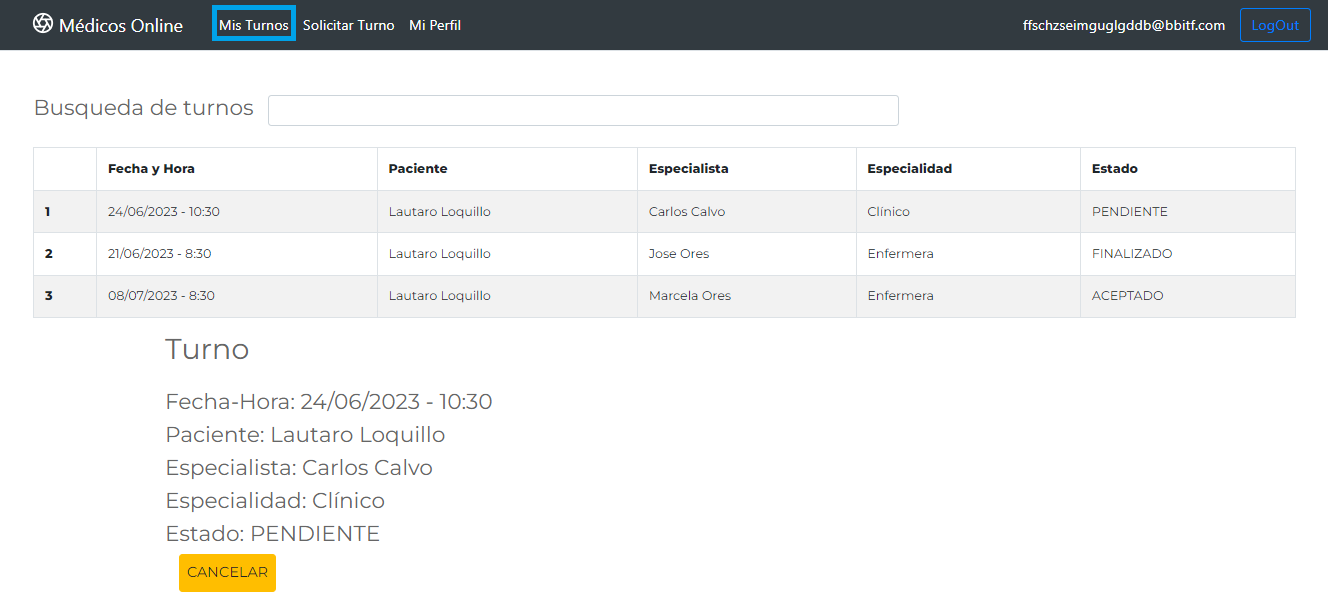 Médicos Online Mis Turnos Solicitar Turno Mi Perfil ffschzseimguglgddb@bbitf.com LogOut
Busqueda de turnos
Fecha y Hora Paciente Especialista Especialidad Estado
1 24/06/2023 - 10:30 Lautaro Loquillo Carlos Calvo Clínico PENDIENTE
2 21/06/2023 - 8:30 Lautaro Loquillo Jose Ores Enfermera FINALIZADO
3 08/07/2023 - 8:30 Lautaro Loquillo Marcela Ores Enfermera ACEPTADO
Turno
Fecha-Hora: 24/06/2023 - 10:30
Paciente: Lautaro Loquillo
Especialista: Carlos Calvo
Especialidad: Clínico
Estado: PENDIENTE
CANCELAR